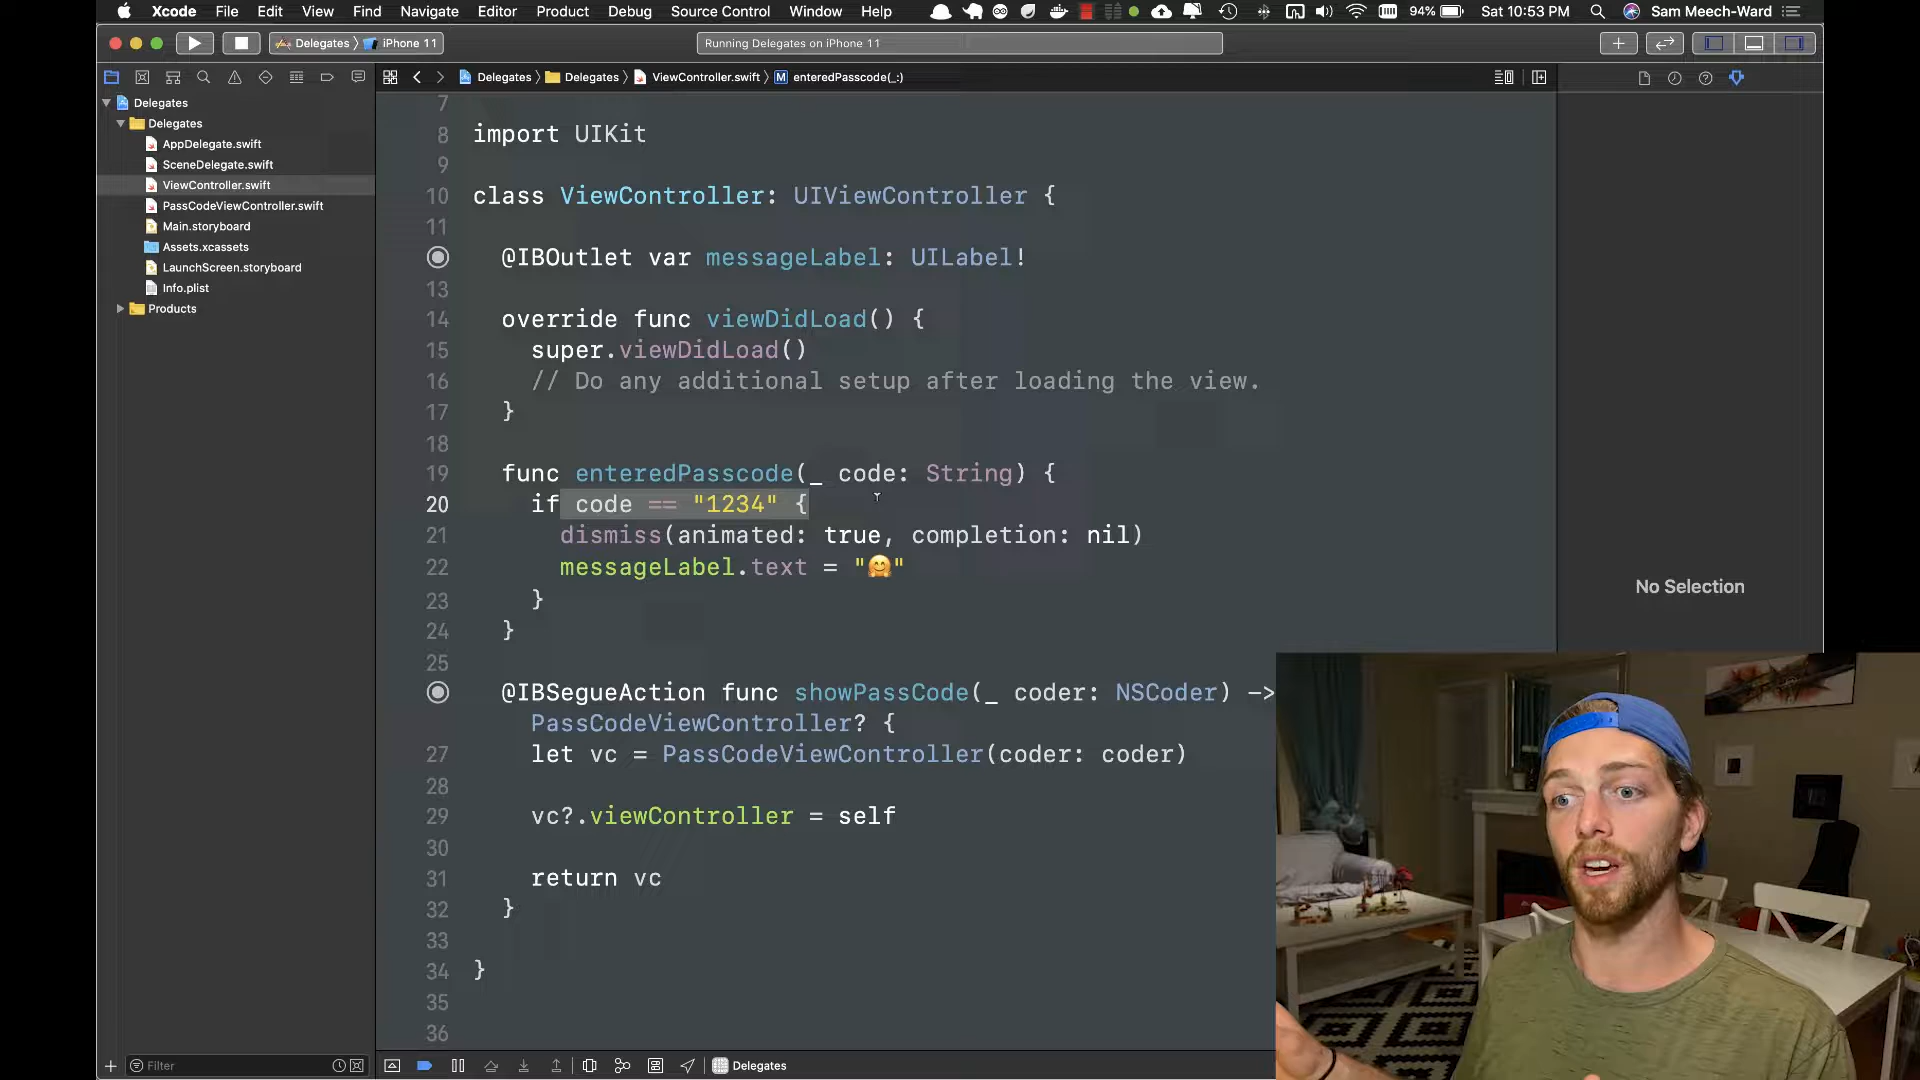 Xcode File Edit View Find Navigate Editor Product Debug Source Control Window Help 94% Sat 10:53 PM Sam Meech-Ward
Delegates iPhone 11 Running Delegates on iPhone 11
Delegates Delegates ViewController.swift M enteredPasscode(_:)
Delegates
Delegates
AppDelegate.swift
SceneDelegate.swift
ViewController.swift
PassCodeViewController.swift
Main.storyboard
Assets.xcassets
LaunchScreen.storyboard
Info.plist
Products
7
8 import UIKit
9
10 class ViewController: UIViewController {
11
@IBOutlet var messageLabel: UILabel!
13
14 override func viewDidLoad() {
15 super.viewDidLoad()
16 // Do any additional setup after loading the view.
17 }
18
19 func enteredPasscode(_ code: String) {
20 if code == "1234" {
21 dismiss(animated: true, completion: nil)
22 messageLabel.text = "🤗"
23 }
24 }
25
@IBSegueAction func showPassCode(_ coder: NSCoder) ->
PassCodeViewController? {
27 let vc = PassCodeViewController(coder: coder)
28
29 vc?.viewController = self
30
31 return vc
32 }
33
34 }
35
36
No Selection
Filter
Delegates